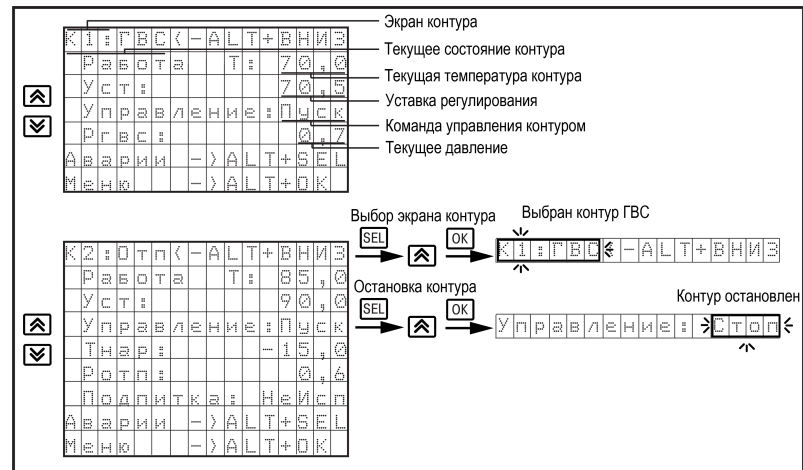 К1:ГВС<-ALT+ВНИЗ
Работа Т: 70,0
Уст: 70,5
Управление:Пуск
Ргвс: 0,7
Аварии ->ALT+SEL
Меню ->ALT+OK
Экран контура
Текущее состояние контура
Текущая температура контура
Уставка регулирования
Команда управления контуром
Текущее давление
К2:Отп<-ALT+ВНИЗ
Работа Т: 85,0
Уст: 90,0
Управление:Пуск
Тнар: -15,0
Ротп: 0,6
Подпитка: НеИсп
Аварии ->ALT+SEL
Меню ->ALT+OK
Выбор экрана контура
Выбран контур ГВС
SEL OK
К1:ГВС<-ALT+ВНИЗ
Остановка контура
Контур остановлен
SEL OK
Управление: Стоп